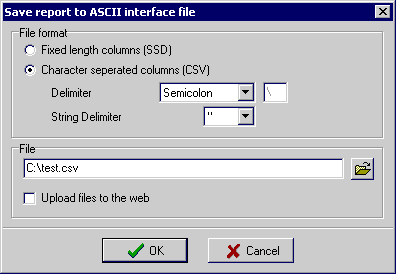 Save report to ASCII interface file
File format
Fixed length columns (SSD)
Character seperated columns (CSV)
Delimiter Semicolon \
String Delimiter "
File
C:\test.csv
Upload files to the web
OK Cancel